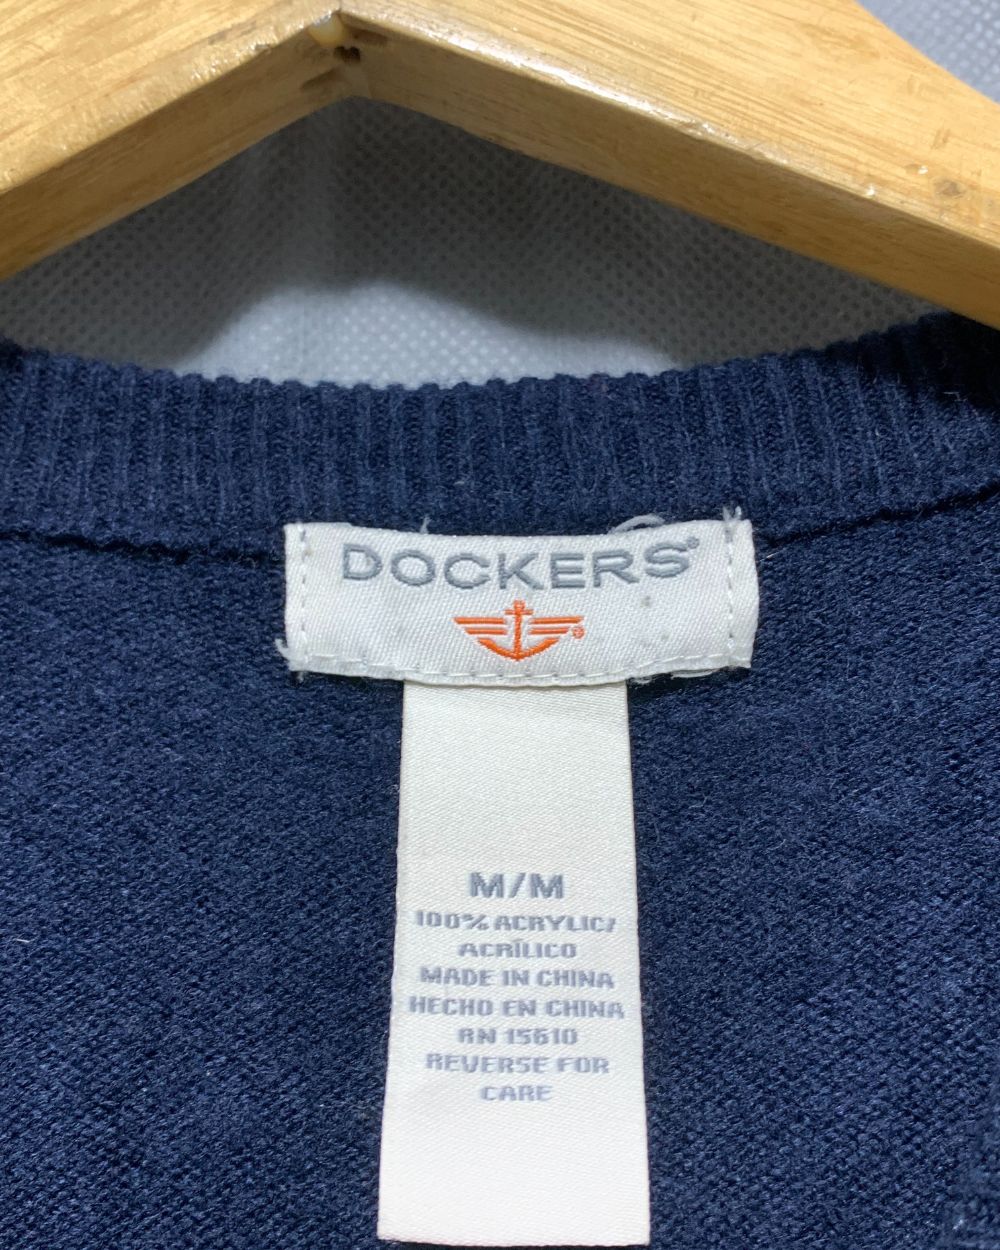 DOCKERS®
M/M
100% ACRYLIC/
ACRÍLICO
MADE IN CHINA
HECHO EN CHINA
RN 15610
REVERSE FOR
CARE